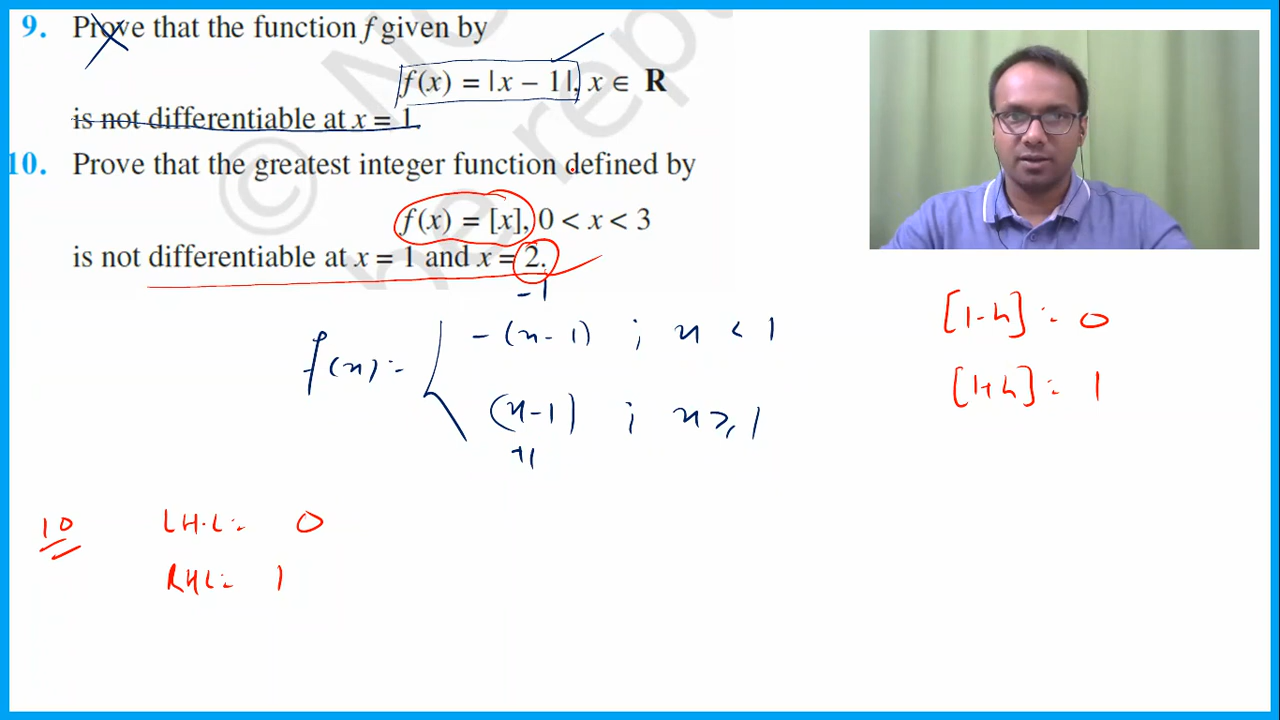 9. Prove that the function f given by
f(x) = |x – 1|, x ∈ R
is not differentiable at x = 1.
10. Prove that the greatest integer function defined by
f(x) = [x], 0 < x < 3
is not differentiable at x = 1 and x = 2.
-1
f(x) = { -(x-1) ; x < 1
(x-1) ; x ≥ 1
+1
[1-h] = 0
[1+h] = 1
10 LHL = 0
RHL = 1